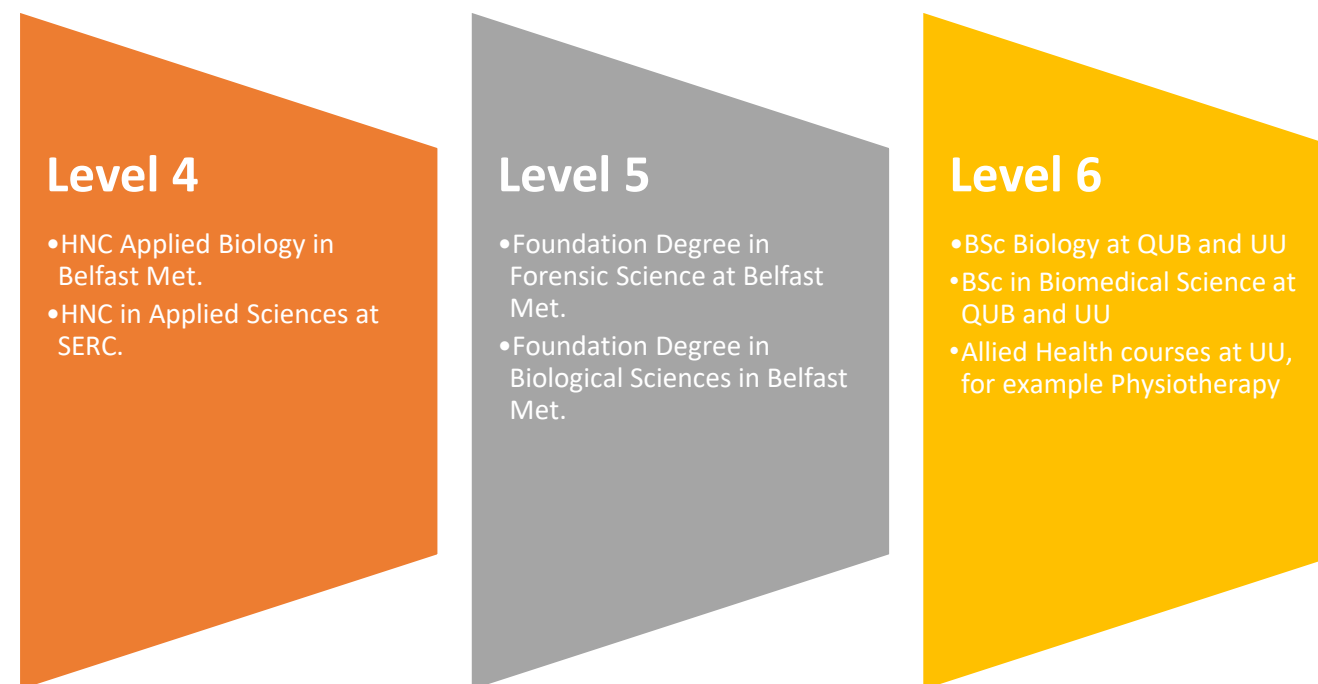 Level 4
•HNC Applied Biology in
Belfast Met.
•HNC in Applied Sciences at
SERC.
Level 5
•Foundation Degree in
Forensic Science at Belfast
Met.
•Foundation Degree in
Biological Sciences in Belfast
Met.
Level 6
•BSc Biology at QUB and UU
•BSc in Biomedical Science at
QUB and UU
•Allied Health courses at UU,
for example Physiotherapy